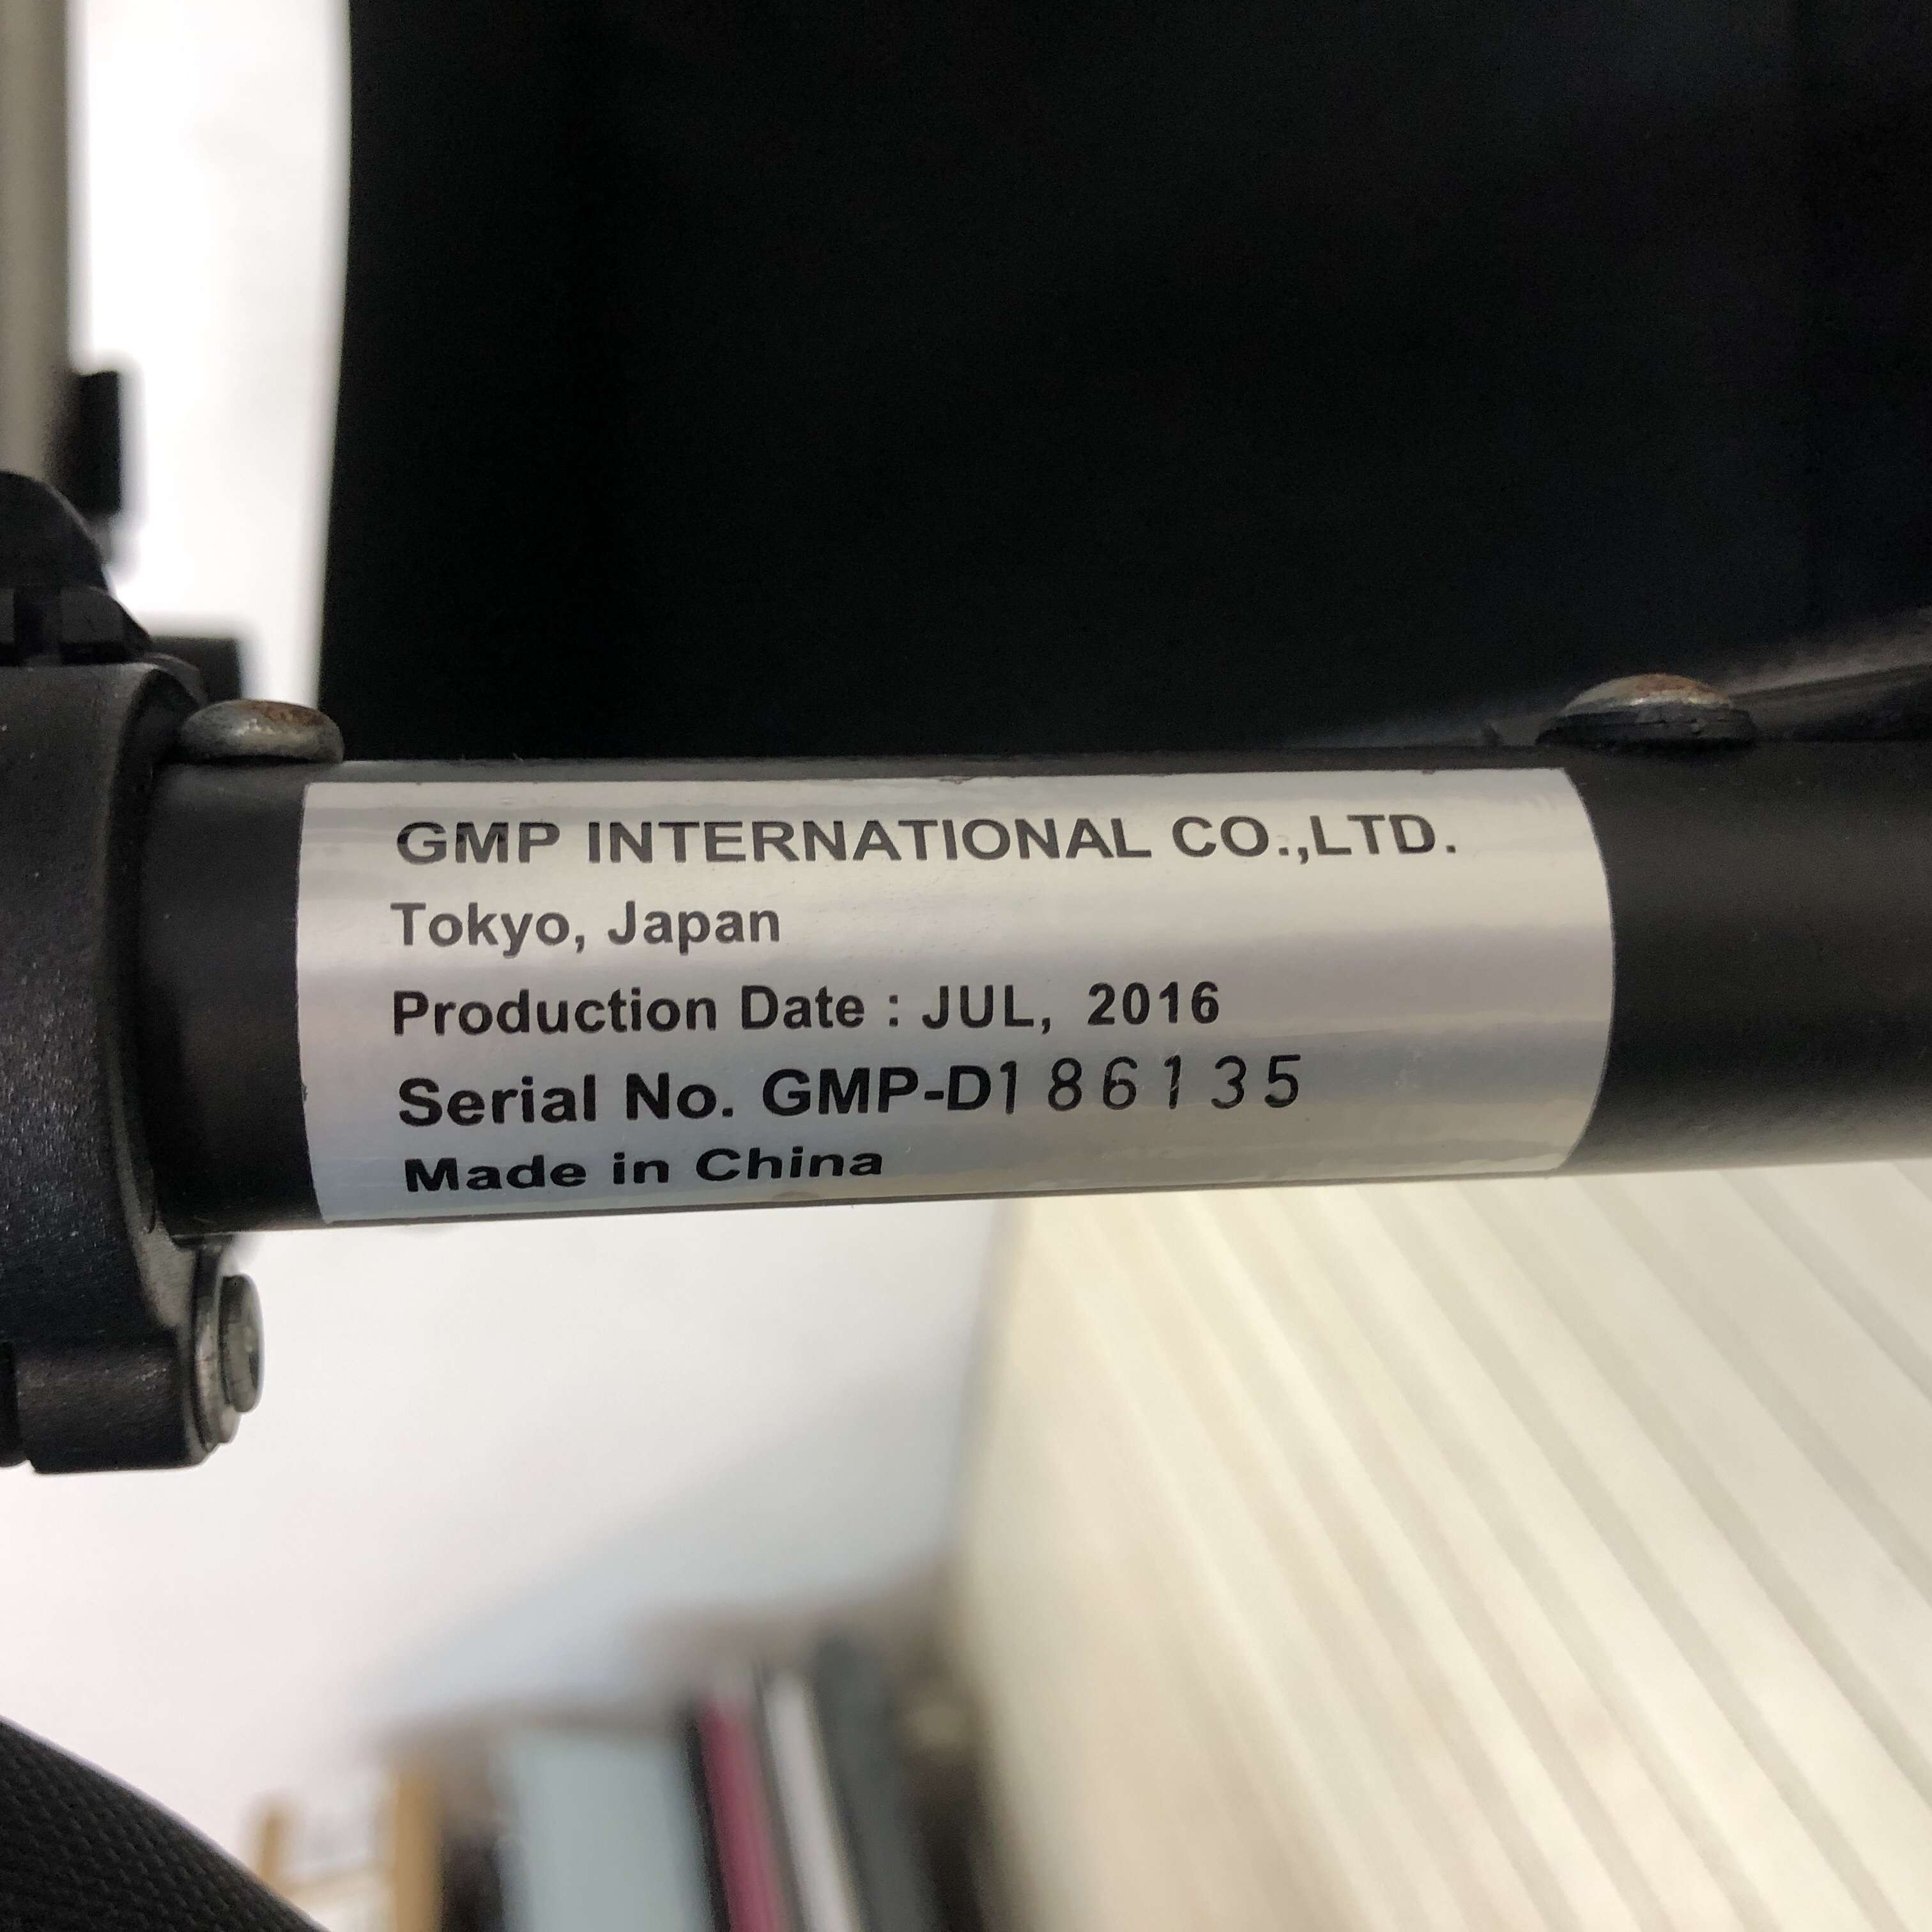 GMP INTERNATIONAL CO.,LTD.
Tokyo, Japan
Production Date : JUL, 2016
Serial No. GMP-D186135
Made in China